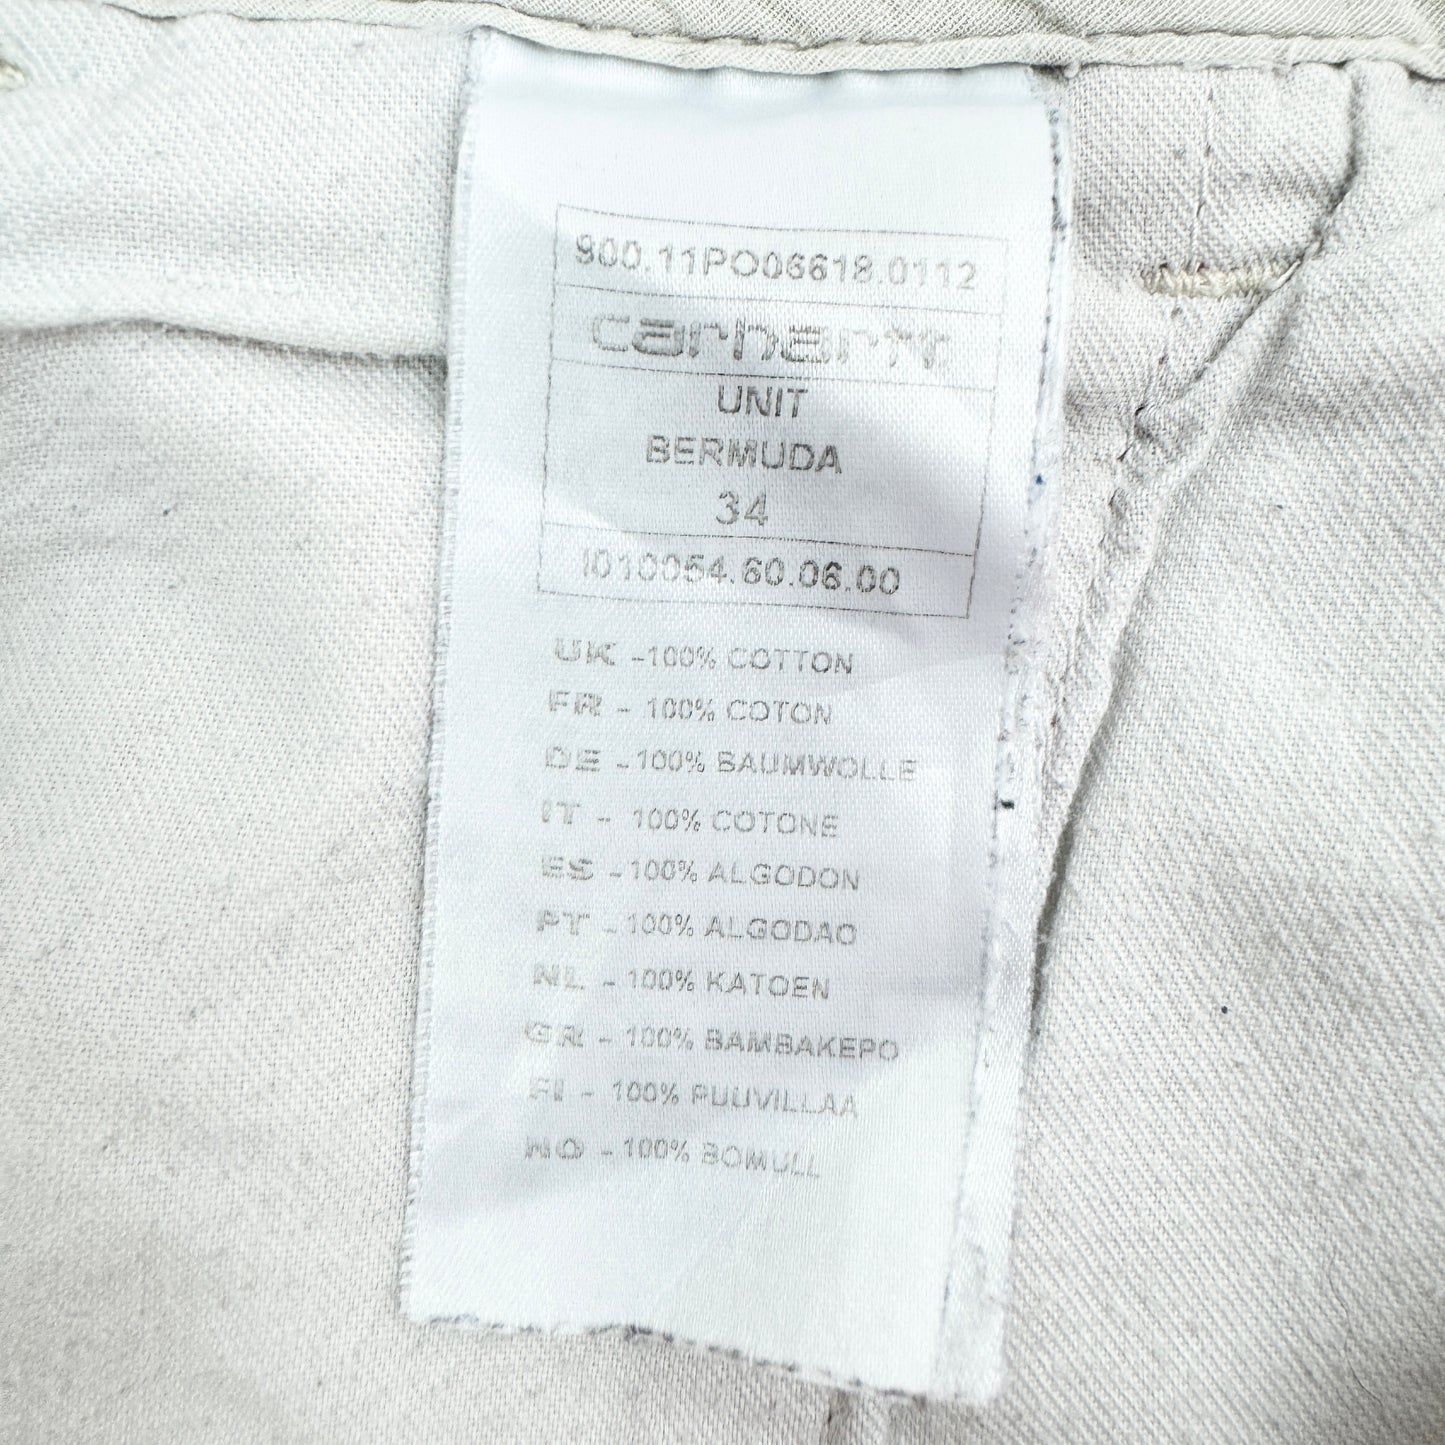 900.11PO06618.0112
carhartt
UNIT
BERMUDA
34
I010054.60.06.00
UK -100% COTTON
FR - 100% COTON
DE -100% BAUMWOLLE
IT - 100% COTONE
ES -100% ALGODON
PT -100% ALGODAO
NL -100% KATOEN
GR - 100% BAMBAKEPO
FI - 100% PUUVILLAA
NO -100% BOMULL